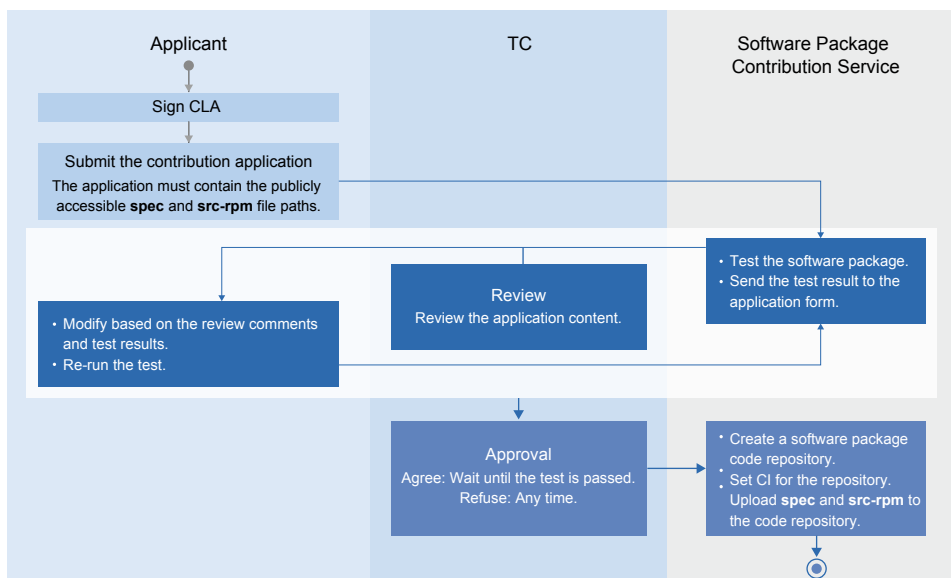 Applicant
TC
Software Package
Contribution Service
Sign CLA
Submit the contribution application
The application must contain the publicly
accessible spec and src-rpm file paths.
• Test the software package.
• Send the test result to the
application form.
Review
Review the application content.
• Modify based on the review comments
and test results.
• Re-run the test.
Approval
Agree: Wait until the test is passed.
Refuse: Any time.
• Create a software package
code repository.
• Set CI for the repository.
• Upload spec and src-rpm to
the code repository.